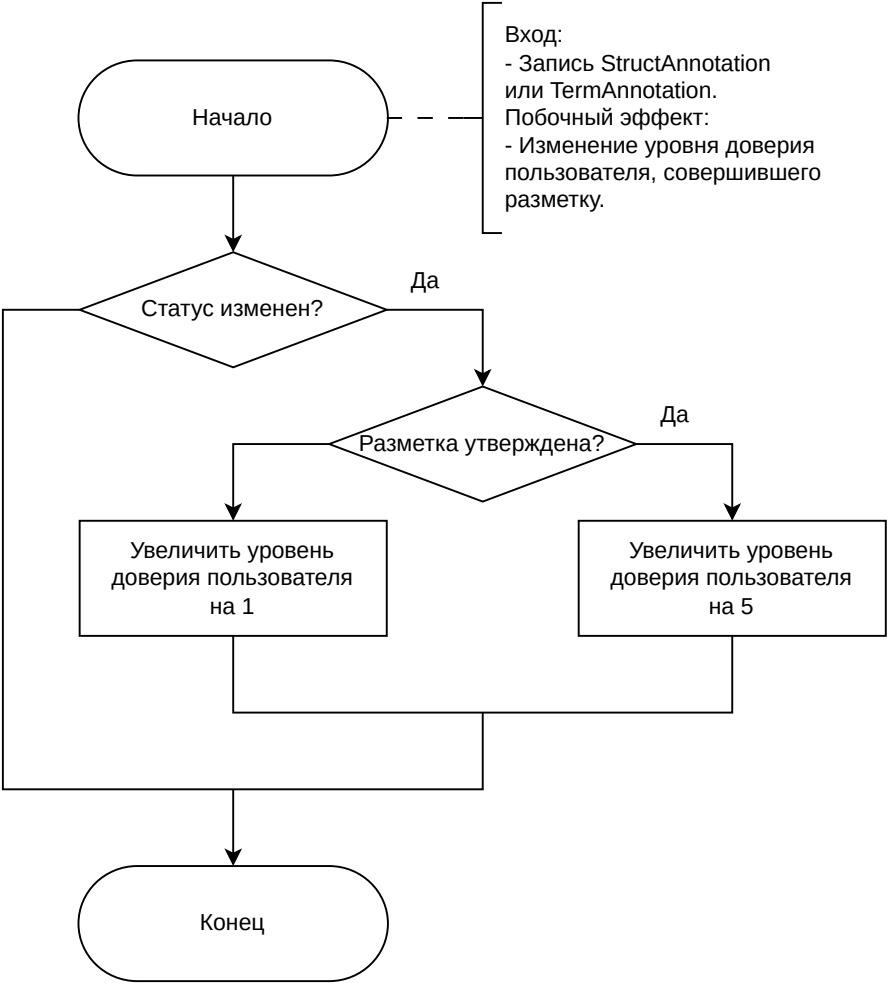 Вход:
- Запись StructAnnotation
или TermAnnotation.
Побочный эффект:
- Изменение уровня доверия
пользователя, совершившего
разметку.
Начало
Да
Статус изменен?
Да
Разметка утверждена?
Увеличить уровень
доверия пользователя
на 1
Увеличить уровень
доверия пользователя
на 5
Конец